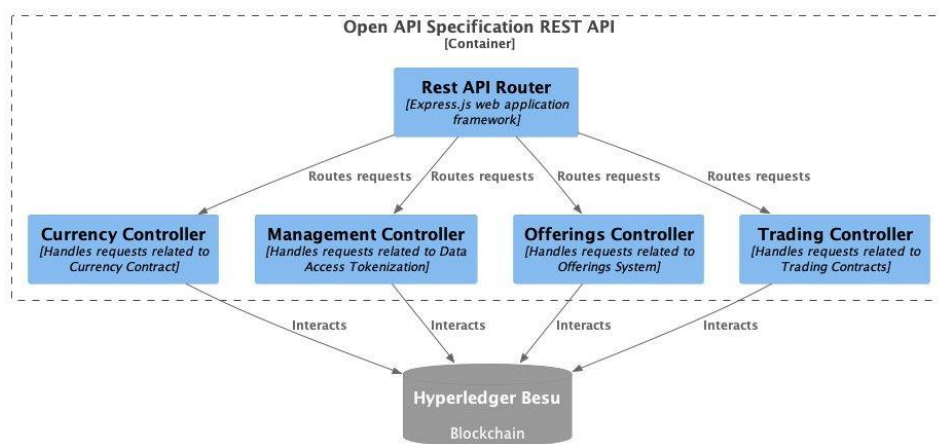 Open API Specification REST API
[Container]
Rest API Router
[Express.js web application
framework]
Routes requests
Routes requests
Routes requests
Routes requests
Currency Controller
[Handles requests related to
Currency Contract]
Management Controller
[Handles requests related to Data
Access Tokenization]
Offerings Controller
[Handles requests related to
Offerings System]
Trading Controller
[Handles requests related to
Trading Contracts]
Interacts
Interacts
Interacts
Interacts
Hyperledger Besu
Blockchain